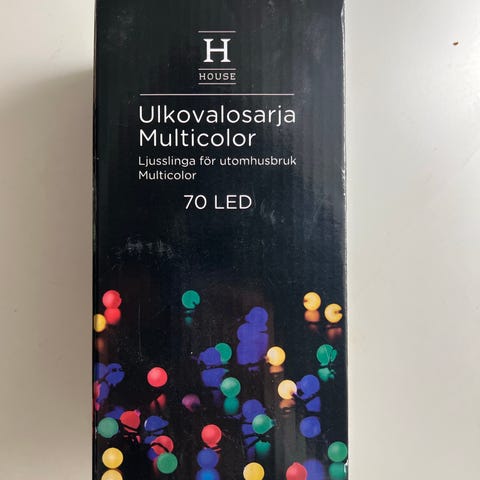 H
HOUSE
Ulkovalosarja
Multicolor
Ljusslinga för utomhusbruk
Multicolor
70 LED